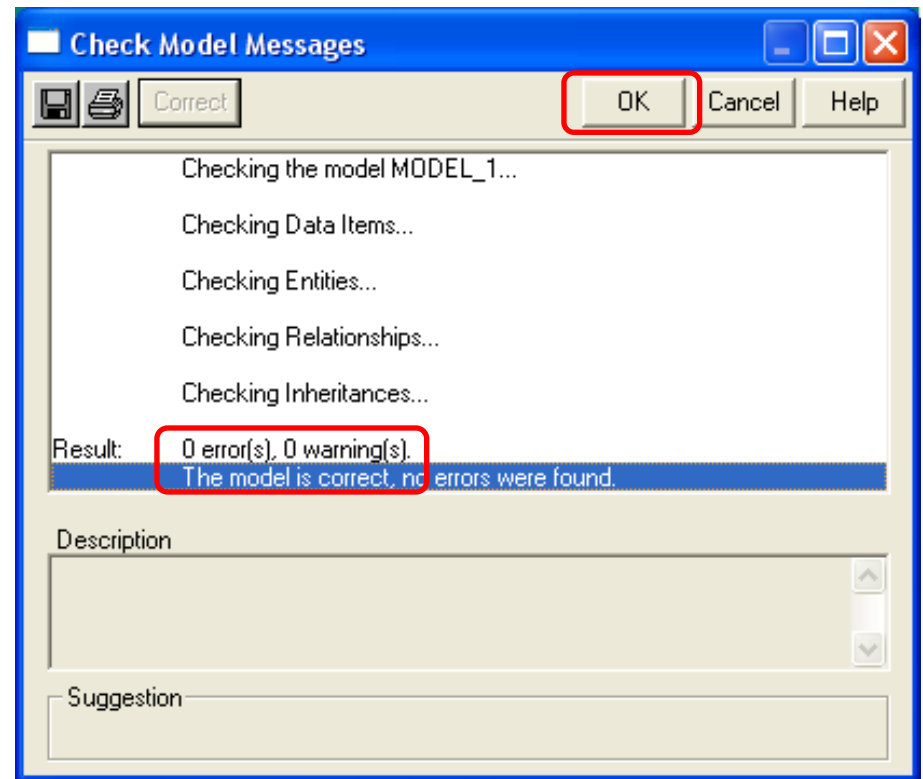 Check Model Messages
Correct
OK
Cancel
Help
Checking the model MODEL_1...
Checking Data Items...
Checking Entities...
Checking Relationships...
Checking Inheritances...
Result: 0 error(s), 0 warning(s).
The model is correct, no errors were found.
Description
Suggestion